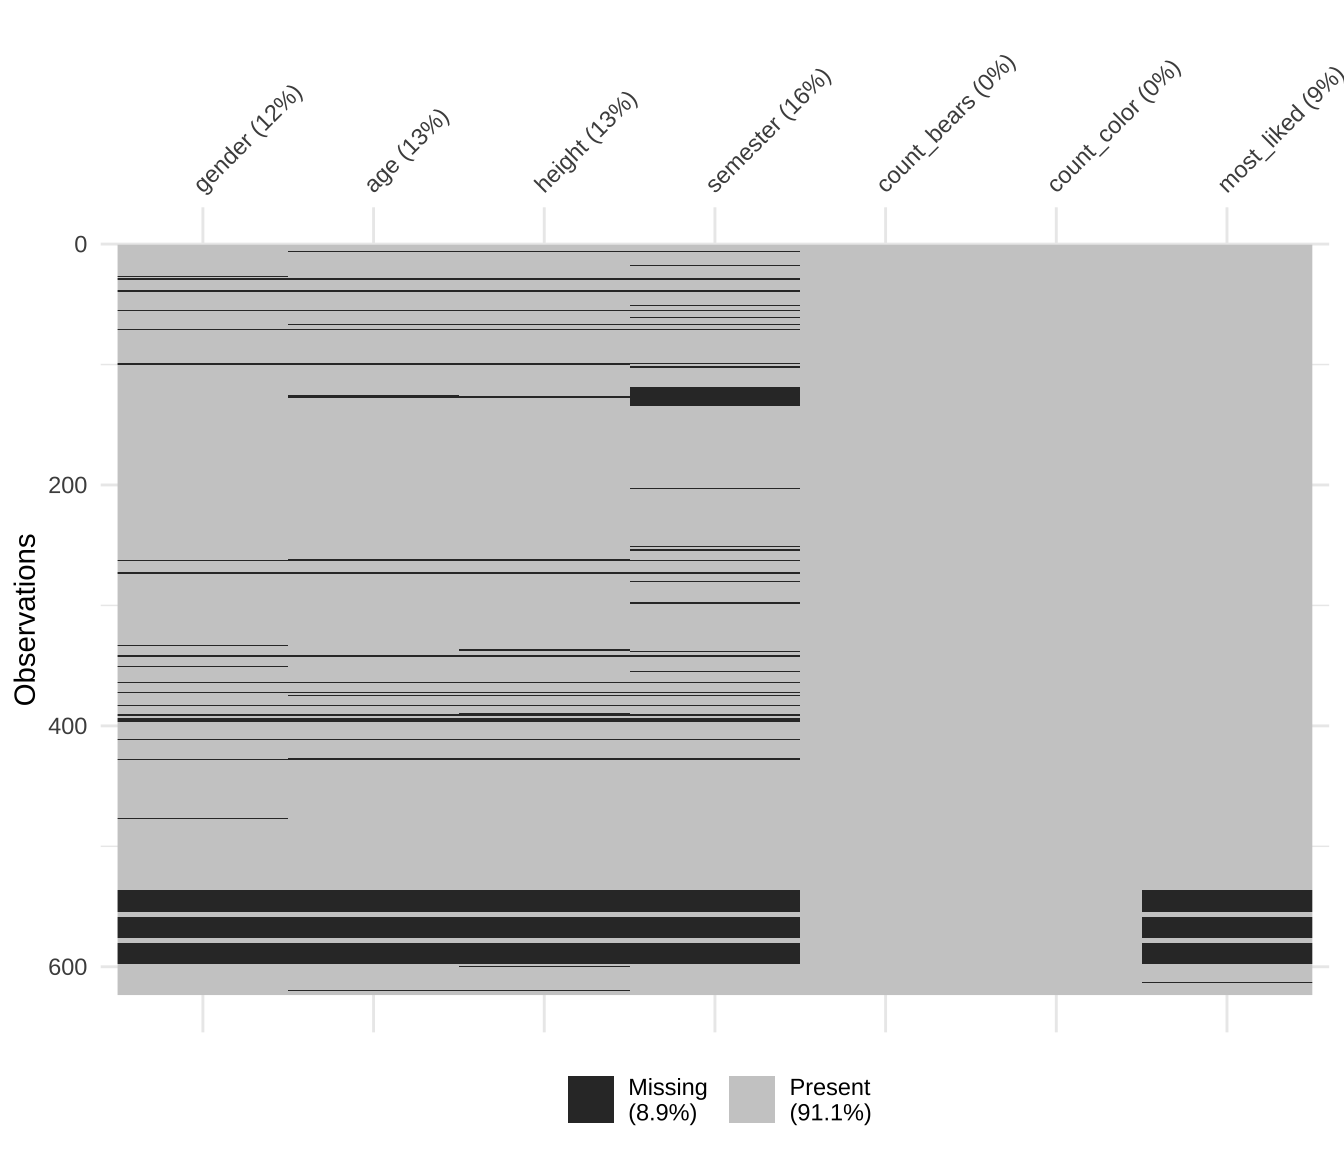 gender (12%)
age (13%)
height (13%)
semester (16%)
count_bears (0%)
count_color (0%)
most_liked (9%)
0
200
400
600
Observations
Missing
(8.9%)
Present
(91.1%)